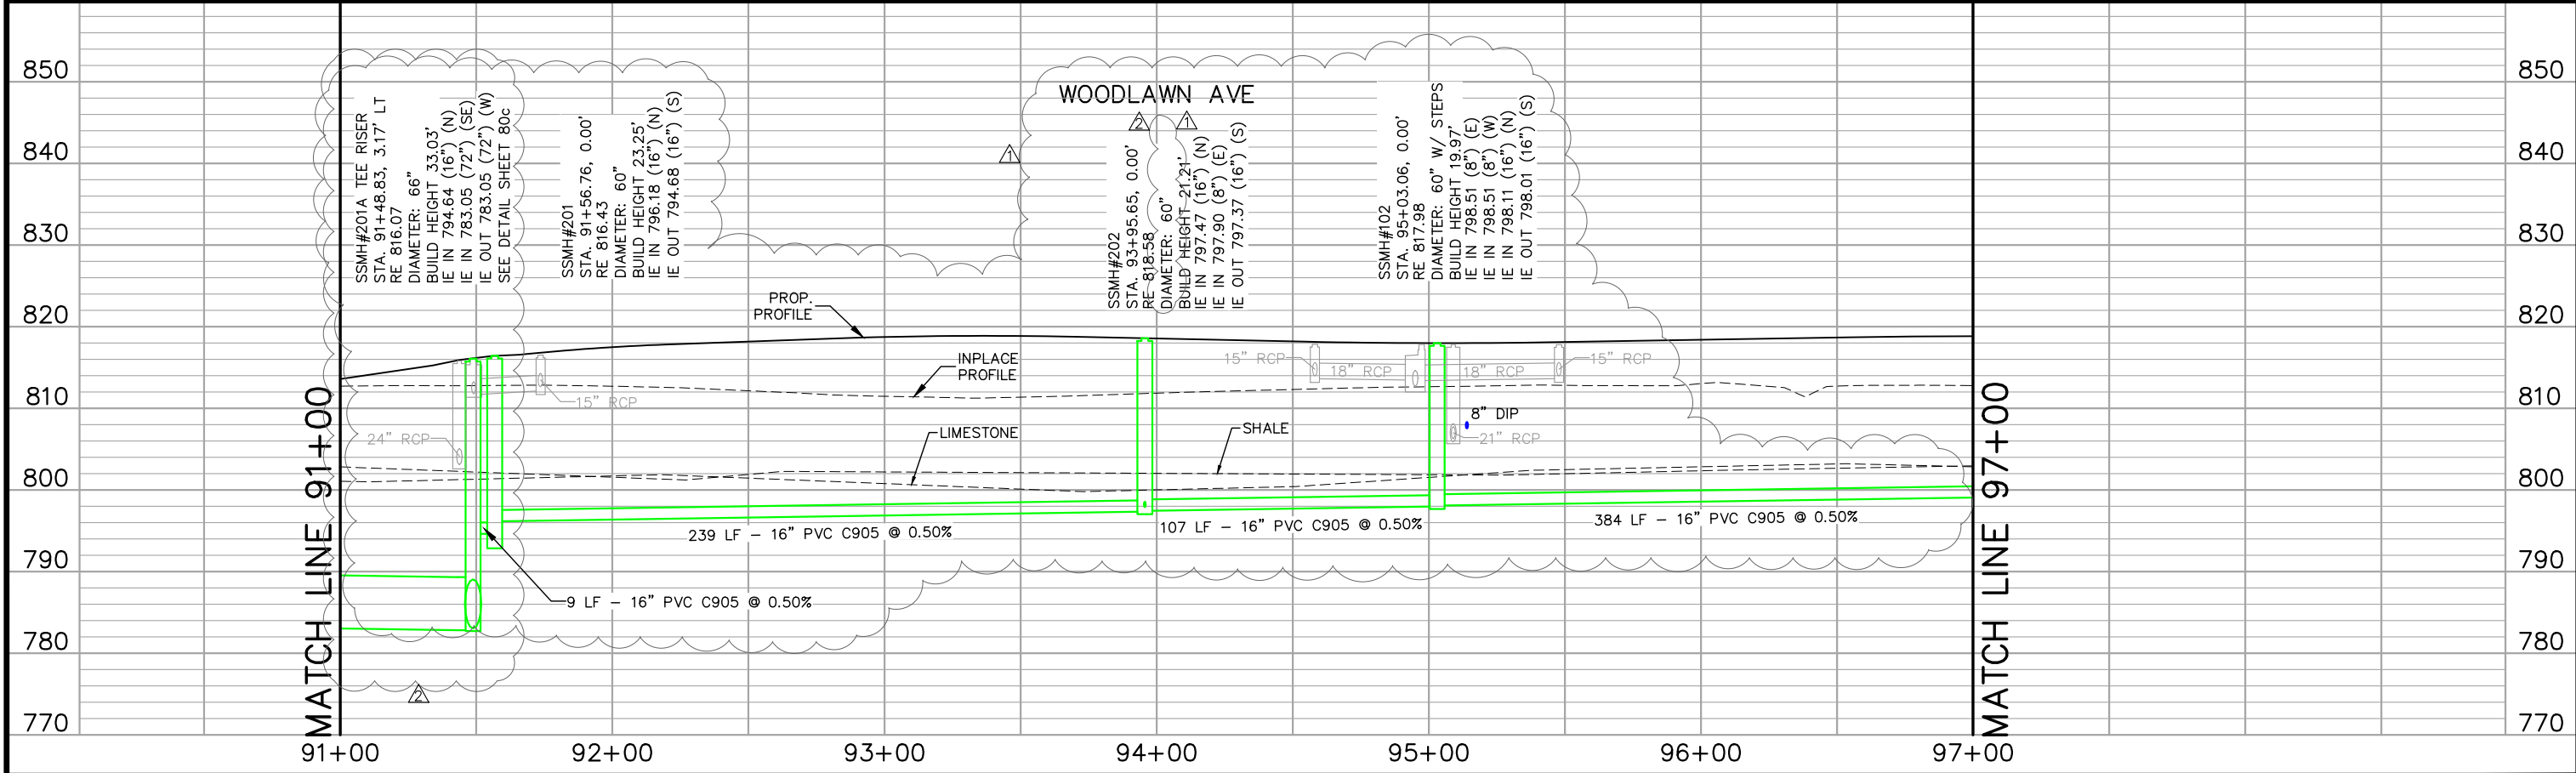 850
840
830
820
810
800
790
780
770
850
840
830
820
810
800
790
780
770
MATCH LINE 91+00
SSMH#201A TEE RISER
STA. 91+48.83, 3.17' LT
RE 816.07
DIAMETER: 66"
BUILD HEIGHT 33.03'
IE IN 794.64 (16") (N)
IE IN 783.05 (72") (SE)
IE OUT 783.05 (72") (W)
SEE DETAIL SHEET 80c
SSMH#201
STA. 91+56.76, 0.00'
RE 816.43
DIAMETER: 60"
BUILD HEIGHT 23.25'
IE IN 796.18 (16") (N)
IE OUT 794.68 (16") (S)
1
WOODLAWN AVE
2
1
SSMH#202
STA. 93+95.65, 0.00'
RE 818.58
DIAMETER: 60"
BUILD HEIGHT 21.21'
IE IN 797.47 (16") (N)
IE IN 797.90 (8") (E)
IE OUT 797.37 (16") (S)
SSMH#102
STA. 95+03.06, 0.00'
RE 817.98
DIAMETER: 60" W/ STEPS
BUILD HEIGHT 19.97'
IE IN 798.51 (8") (E)
IE IN 798.51 (8") (W)
IE IN 798.11 (16") (N)
IE OUT 798.01 (16") (S)
PROP.
PROFILE
INPLACE
PROFILE
15" RCP
18" RCP
18" RCP
15" RCP
15" RCP
24" RCP
LIMESTONE
SHALE
8" DIP
21" RCP
239 LF - 16" PVC C905 @ 0.50%
107 LF - 16" PVC C905 @ 0.50%
384 LF - 16" PVC C905 @ 0.50%
9 LF - 16" PVC C905 @ 0.50%
2
MATCH LINE 97+00
91+00
92+00
93+00
94+00
95+00
96+00
97+00